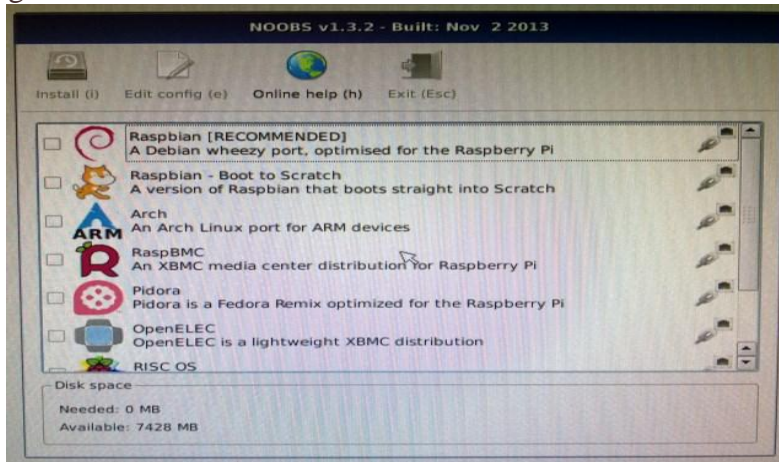 NOOBS v1.3.2 - Built: Nov 2 2013
Install (i) Edit config (e) Online help (h) Exit (Esc)
Raspbian [RECOMMENDED]
A Debian wheezy port, optimised for the Raspberry Pi
Raspbian - Boot to Scratch
A version of Raspbian that boots straight into Scratch
Arch
An Arch Linux port for ARM devices
ARM
RaspBMC
An XBMC media center distribution for Raspberry Pi
Pidora
Pidora is a Fedora Remix optimized for the Raspberry Pi
OpenELEC
OpenELEC is a lightweight XBMC distribution
RISC OS
Disk space
Needed: 0 MB
Available: 7428 MB